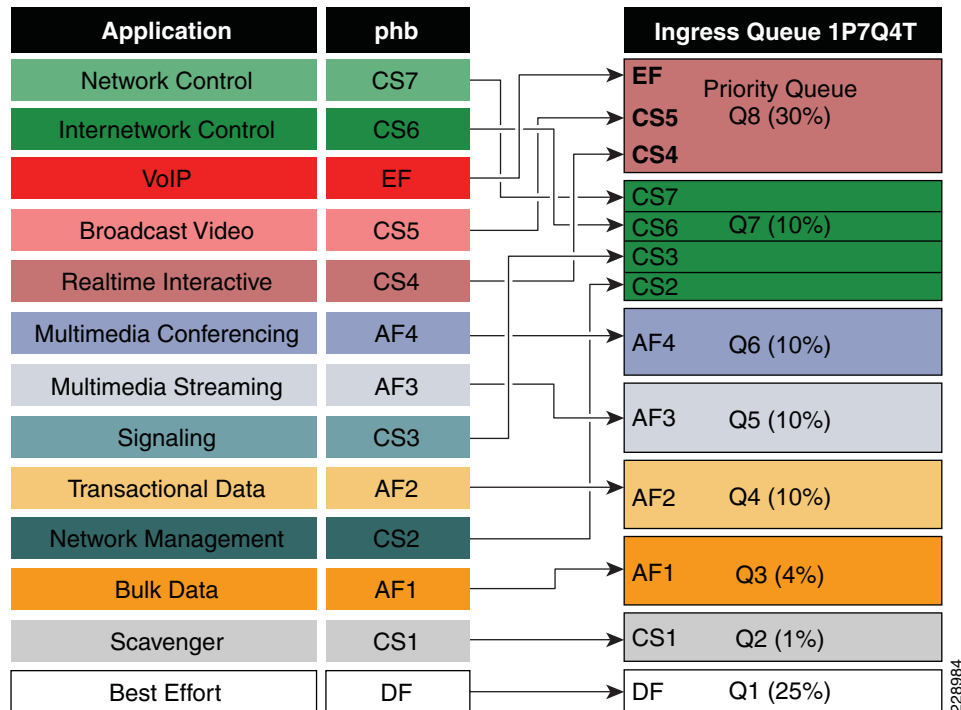 Application phb Ingress Queue 1P7Q4T
Network Control CS7
Internetwork Control CS6
VoIP EF
Broadcast Video CS5
Realtime Interactive CS4
Multimedia Conferencing AF4
Multimedia Streaming AF3
Signaling CS3
Transactional Data AF2
Network Management CS2
Bulk Data AF1
Scavenger CS1
Best Effort DF
EF
Priority Queue
Q8 (30%)
CS5
CS4
CS7
CS6 Q7 (10%)
CS3
CS2
AF4 Q6 (10%)
AF3 Q5 (10%)
AF2 Q4 (10%)
AF1 Q3 (4%)
CS1 Q2 (1%)
DF Q1 (25%)
228984